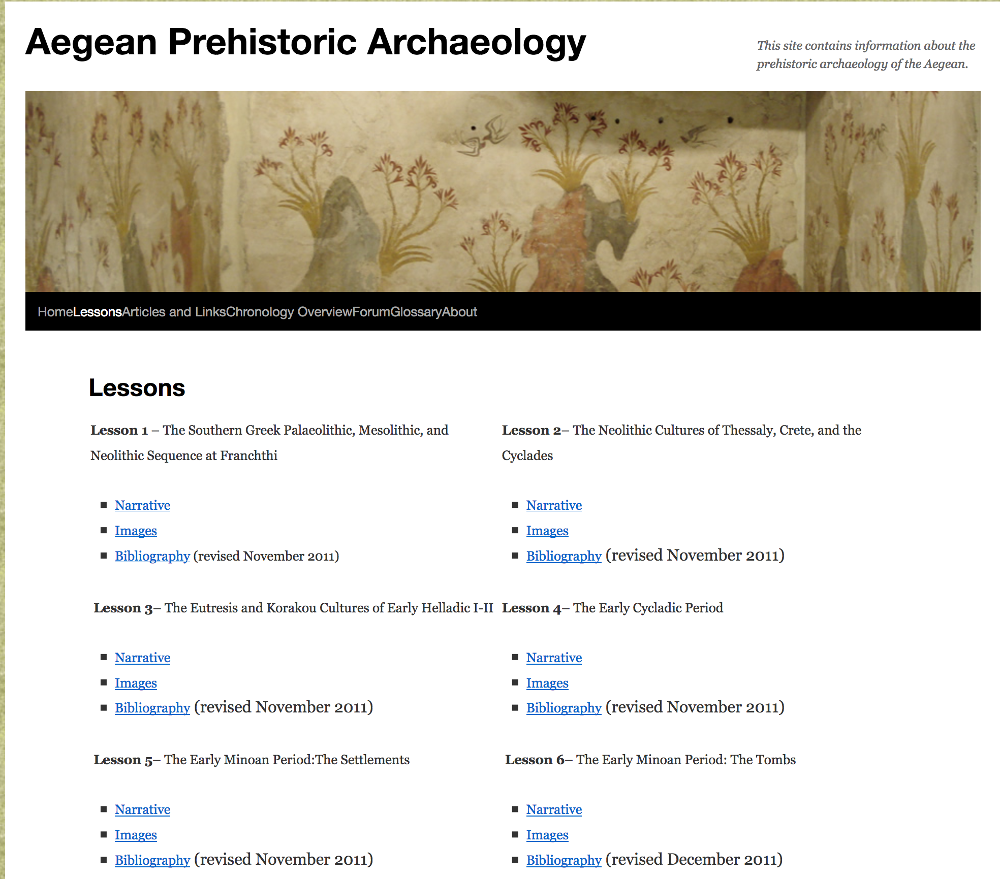 Aegean Prehistoric Archaeology
This site contains information about the
prehistoric archaeology of the Aegean.
HomeLessonsArticles and LinksChronology OverviewForumGlossaryAbout
Lessons
Lesson 1 – The Southern Greek Palaeolithic, Mesolithic, and
Neolithic Sequence at Franchthi
Narrative
Images
Bibliography (revised November 2011)
Lesson 2– The Neolithic Cultures of Thessaly, Crete, and the
Cyclades
Narrative
Images
Bibliography (revised November 2011)
Lesson 3– The Eutresis and Korakou Cultures of Early Helladic I-II
Narrative
Images
Bibliography (revised November 2011)
Lesson 4– The Early Cycladic Period
Narrative
Images
Bibliography (revised November 2011)
Lesson 5– The Early Minoan Period:The Settlements
Narrative
Images
Bibliography (revised November 2011)
Lesson 6– The Early Minoan Period: The Tombs
Narrative
Images
Bibliography (revised December 2011)